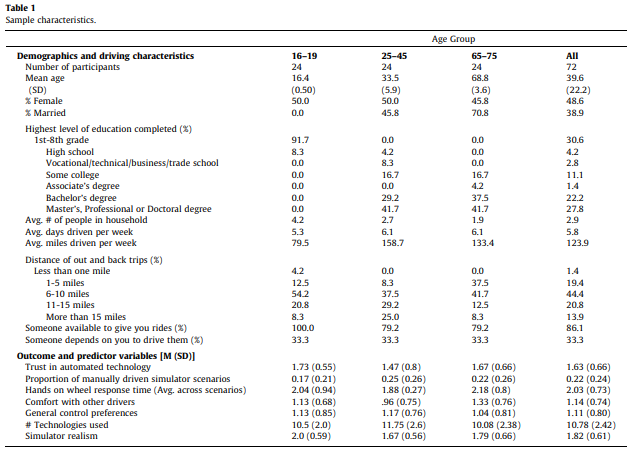 Table 1
Sample characteristics.
Age Group
Demographics and driving characteristics 16–19 25–45 65–75 All
Number of participants 24 24 24 72
Mean age 16.4 33.5 68.8 39.6
(SD) (0.50) (5.9) (3.6) (22.2)
% Female 50.0 50.0 45.8 48.6
% Married 0.0 45.8 70.8 38.9
Highest level of education completed (%)
1st-8th grade 91.7 0.0 0.0 30.6
High school 8.3 4.2 0.0 4.2
Vocational/technical/business/trade school 0.0 8.3 0.0 2.8
Some college 0.0 16.7 16.7 11.1
Associate's degree 0.0 0.0 4.2 1.4
Bachelor's degree 0.0 29.2 37.5 22.2
Master's, Professional or Doctoral degree 0.0 41.7 41.7 27.8
Avg. # of people in household 4.2 2.7 1.9 2.9
Avg. days driven per week 5.3 6.1 6.1 5.8
Avg. miles driven per week 79.5 158.7 133.4 123.9
Distance of out and back trips (%)
Less than one mile 4.2 0.0 0.0 1.4
1-5 miles 12.5 8.3 37.5 19.4
6-10 miles 54.2 37.5 41.7 44.4
11-15 miles 20.8 29.2 12.5 20.8
More than 15 miles 8.3 25.0 8.3 13.9
Someone available to give you rides (%) 100.0 79.2 79.2 86.1
Someone depends on you to drive them (%) 33.3 33.3 33.3 33.3
Outcome and predictor variables [M (SD)]
Trust in automated technology 1.73 (0.55) 1.47 (0.8) 1.67 (0.66) 1.63 (0.66)
Proportion of manually driven simulator scenarios 0.17 (0.21) 0.25 (0.26) 0.22 (0.26) 0.22 (0.24)
Hands on wheel response time (Avg. across scenarios) 2.04 (0.94) 1.88 (0.27) 2.18 (0.8) 2.03 (0.73)
Comfort with other drivers 1.13 (0.68) .96 (0.75) 1.33 (0.76) 1.14 (0.74)
General control preferences 1.13 (0.85) 1.17 (0.76) 1.04 (0.81) 1.11 (0.80)
# Technologies used 10.5 (2.0) 11.75 (2.6) 10.08 (2.38) 10.78 (2.42)
Simulator realism 2.0 (0.59) 1.67 (0.56) 1.79 (0.66) 1.82 (0.61)